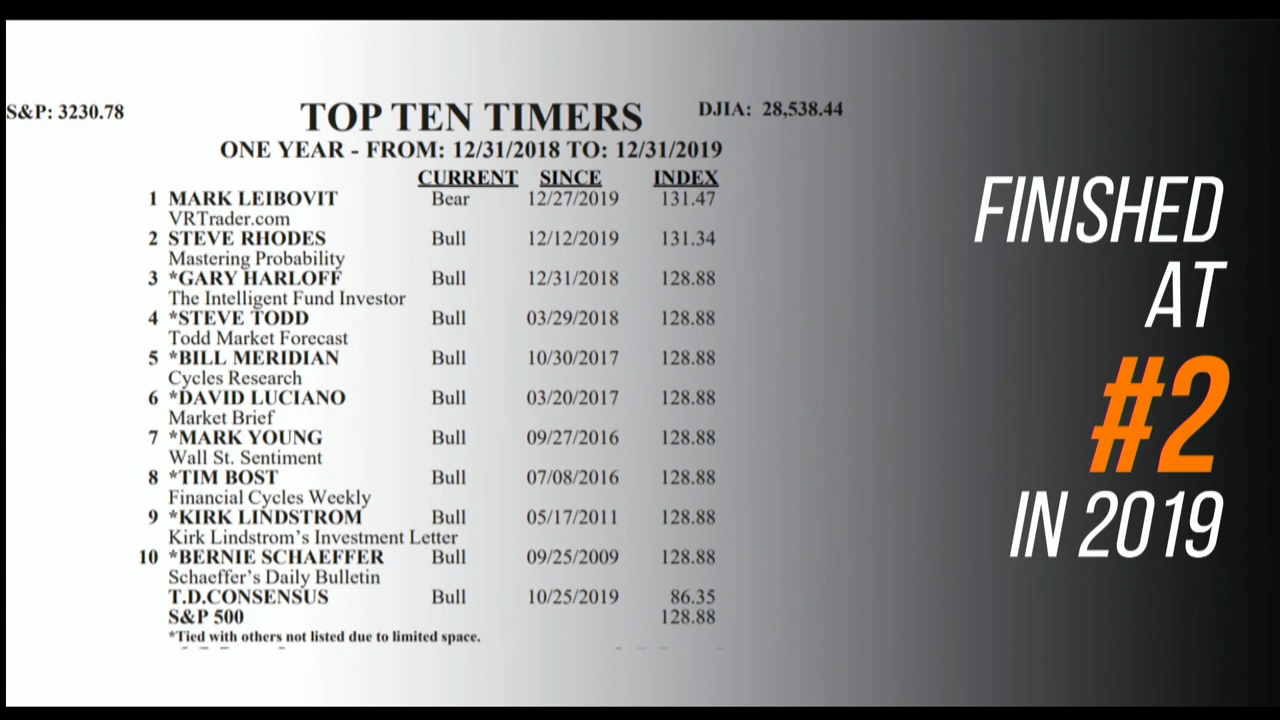 S&P: 3230.78
TOP TEN TIMERS
DJIA: 28,538.44
ONE YEAR - FROM: 12/31/2018 TO: 12/31/2019
CURRENT SINCE INDEX
1 MARK LEIBOVIT Bear 12/27/2019 131.47
VRTrader.com
2 STEVE RHODES Bull 12/12/2019 131.34
Mastering Probability
3 *GARY HARLOFF Bull 12/31/2018 128.88
The Intelligent Fund Investor
4 *STEVE TODD Bull 03/29/2018 128.88
Todd Market Forecast
5 *BILL MERIDIAN Bull 10/30/2017 128.88
Cycles Research
6 *DAVID LUCIANO Bull 03/20/2017 128.88
Market Brief
7 *MARK YOUNG Bull 09/27/2016 128.88
Wall St. Sentiment
8 *TIM BOST Bull 07/08/2016 128.88
Financial Cycles Weekly
9 *KIRK LINDSTROM Bull 05/17/2011 128.88
Kirk Lindstrom's Investment Letter
10 *BERNIE SCHAEFFER Bull 09/25/2009 128.88
Schaeffer's Daily Bulletin
T.D.CONSENSUS Bull 10/25/2019 86.35
S&P 500 128.88
*Tied with others not listed due to limited space.
FINISHED
AT
#2
IN 2019